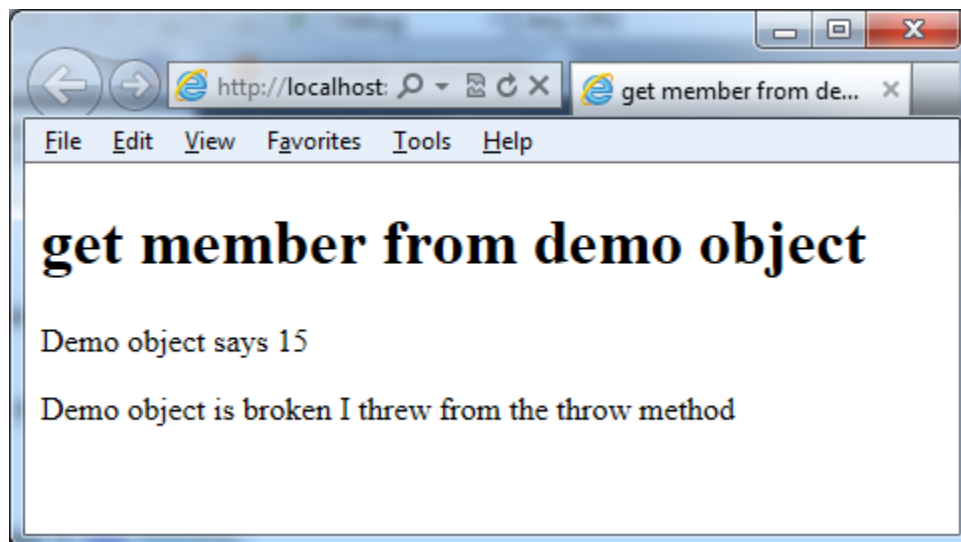 http://localhost:
get member from de...
File Edit View Favorites Tools Help
get member from demo object
Demo object says 15
Demo object is broken I threw from the throw method